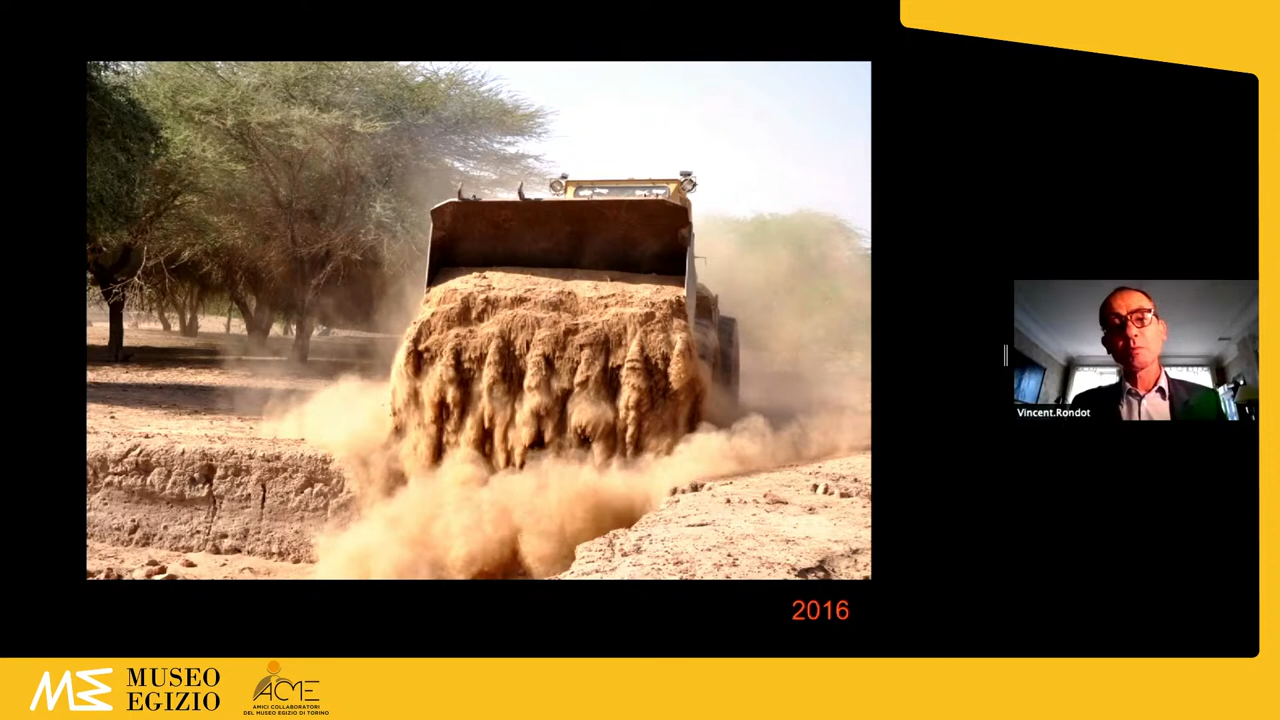 Vincent.Rondot
2016
MUSEO
EGIZIO
ACME
AMICI COLLABORATORI
DEL MUSEO EGIZIO DI TORINO